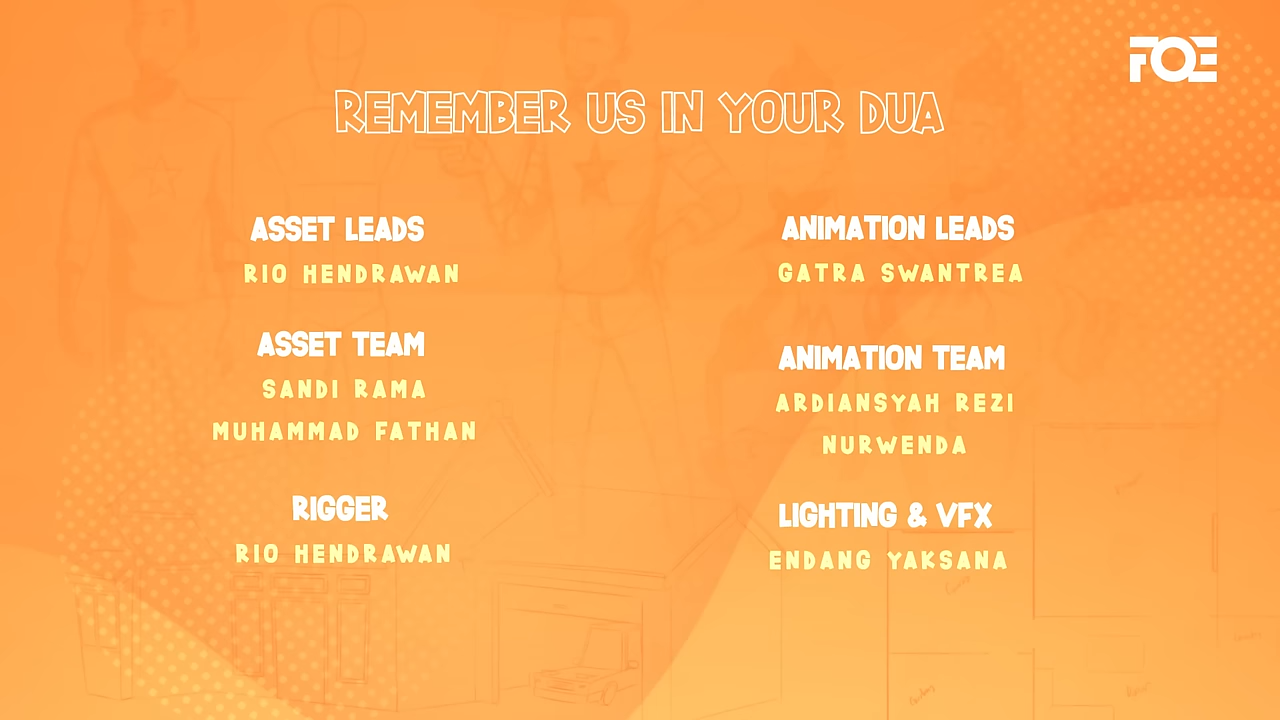 FOE
REMEMBER US IN YOUR DUA
ASSET LEADS
RIO HENDRAWAN
ASSET TEAM
SANDI RAMA
MUHAMMAD FATHAN
RIGGER
RIO HENDRAWAN
ANIMATION LEADS
GATRA SWANTREA
ANIMATION TEAM
ARDIANSYAH REZI
NURWENDA
LIGHTING & VFX
ENDANG YAKSANA